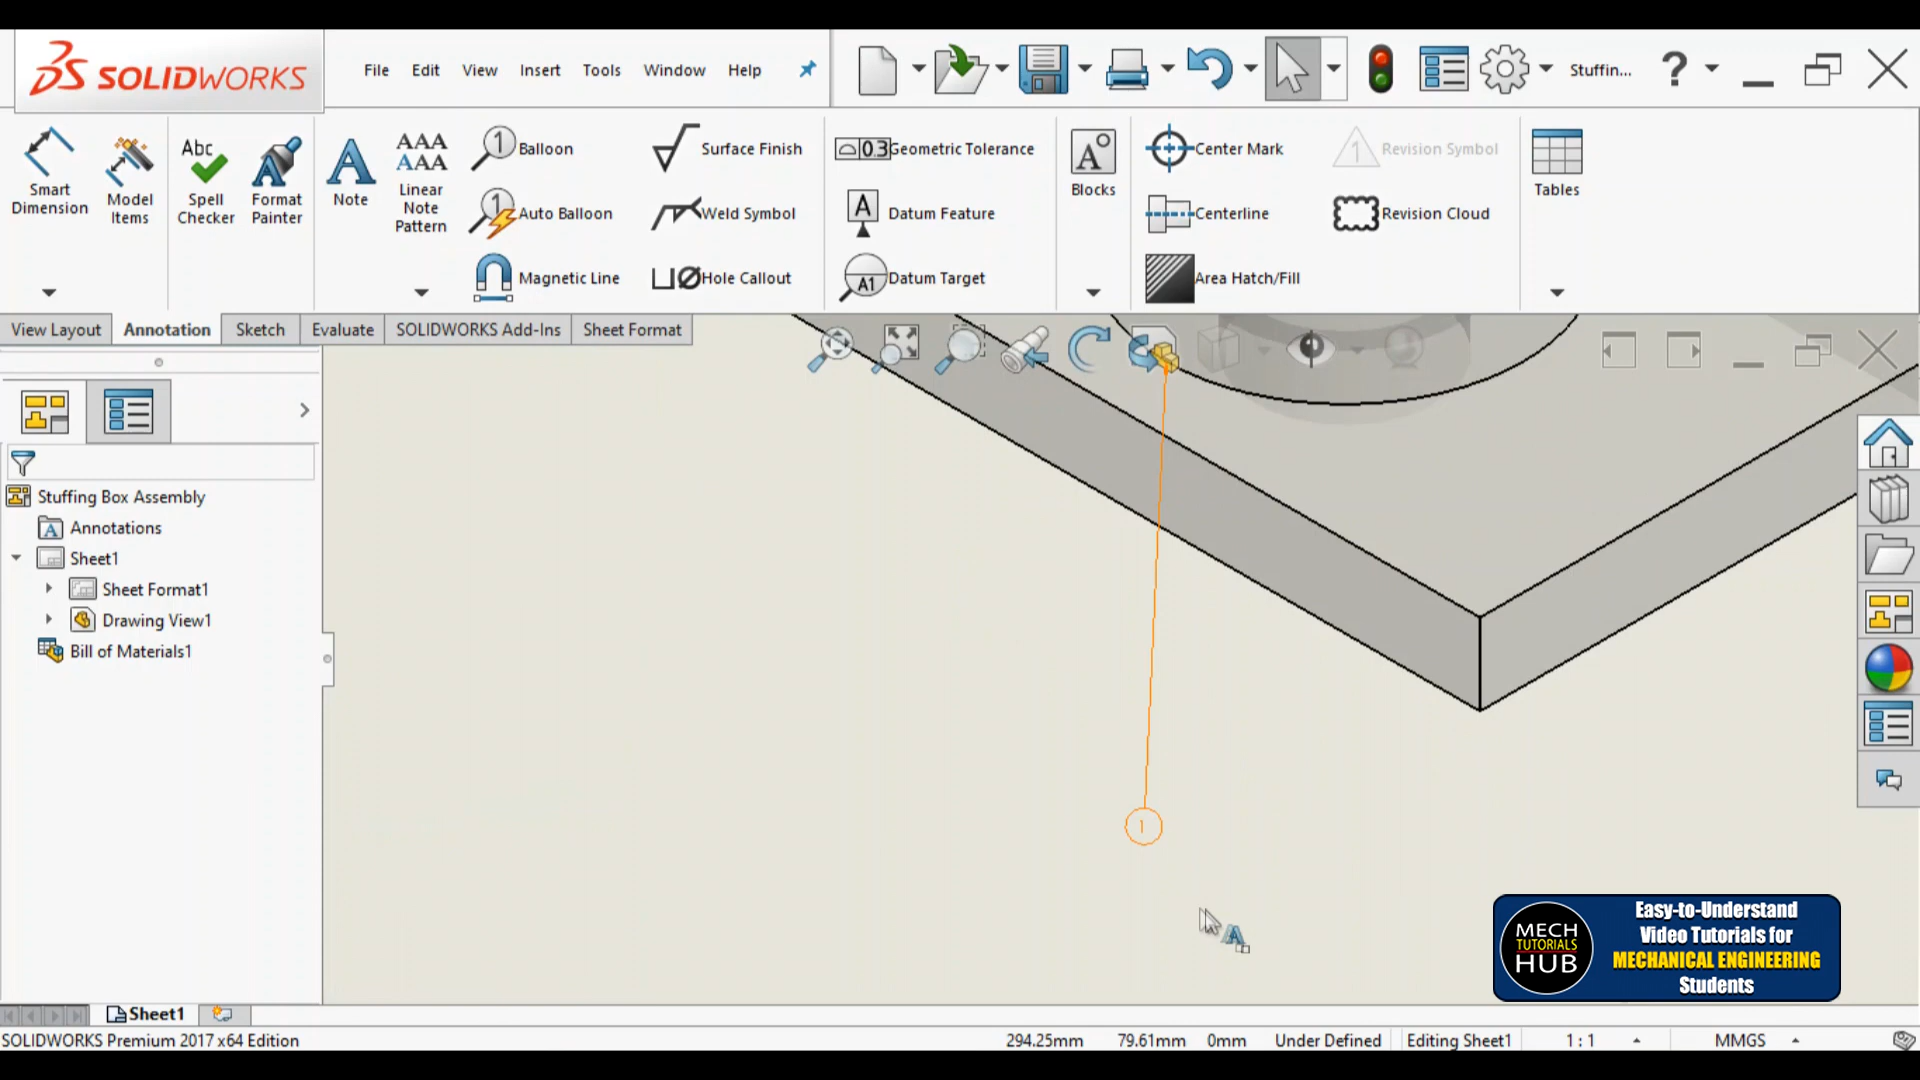 SOLIDWORKS
File Edit View Insert Tools Window Help
Stuffin...
?
Smart Dimension
Model Items
Abc
Spell Checker
Format Painter
A
Note
AAA
AAA
Linear Note Pattern
1 Balloon
1 Auto Balloon
Magnetic Line
Surface Finish
Weld Symbol
Hole Callout
0.3 Geometric Tolerance
A Datum Feature
A1 Datum Target
A
Blocks
Center Mark
Centerline
Area Hatch/Fill
1 Revision Symbol
Revision Cloud
Tables
View Layout Annotation Sketch Evaluate SOLIDWORKS Add-Ins Sheet Format
Stuffing Box Assembly
A Annotations
Sheet1
Sheet Format1
Drawing View1
Bill of Materials1
1
MECH
TUTORIALS
HUB
Easy-to-Understand
Video Tutorials for
MECHANICAL ENGINEERING
Students
Sheet1
SOLIDWORKS Premium 2017 x64 Edition
294.25mm 79.61mm 0mm Under Defined Editing Sheet1 1 : 1 MMGS